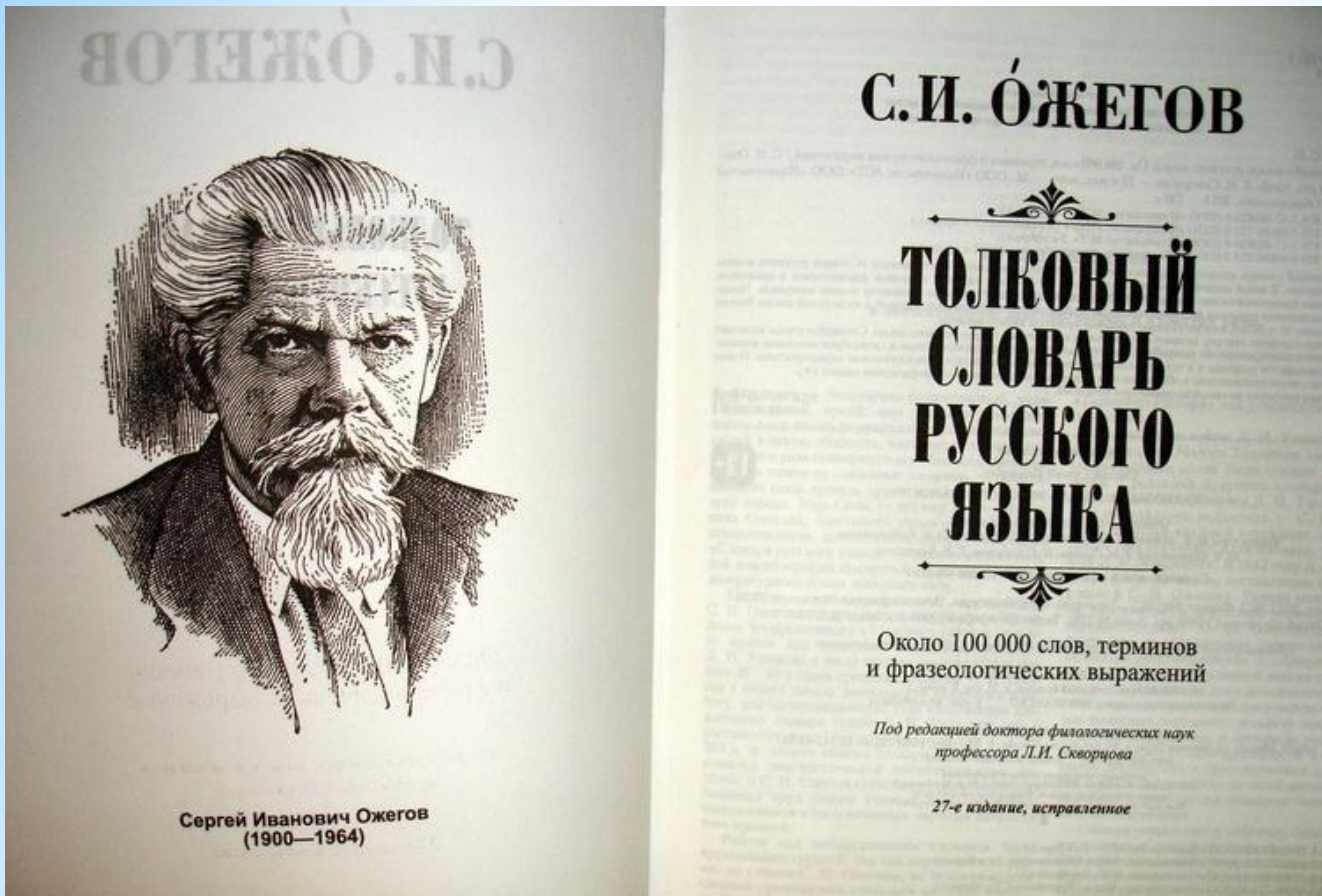 Сергей Иванович Ожегов
(1900—1964)
С.И. О́ЖЕГОВ
ТОЛКОВЫЙ
СЛОВАРЬ
РУССКОГО
ЯЗЫКА
Около 100 000 слов, терминов
и фразеологических выражений
Под редакцией доктора филологических наук
профессора Л.И. Скворцова
27-е издание, исправленное